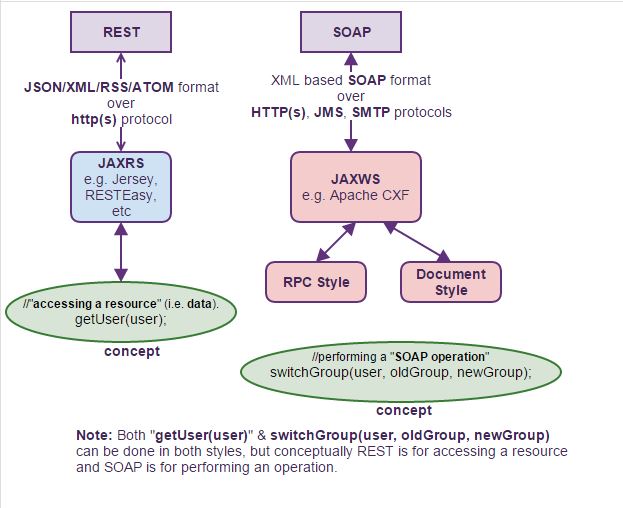 REST
JSON/XML/RSS/ATOM format
over
http(s) protocol
JAXRS
e.g. Jersey,
RESTEasy,
etc
//"accessing a resource" (i.e. data).
getUser(user);
concept
SOAP
XML based SOAP format
over
HTTP(s), JMS, SMTP protocols
JAXWS
e.g. Apache CXF
RPC Style
Document
Style
//performing a "SOAP operation"
switchGroup(user, oldGroup, newGroup);
concept
Note: Both "getUser(user)" & switchGroup(user, oldGroup, newGroup)
can be done in both styles, but conceptually REST is for accessing a resource
and SOAP is for performing an operation.